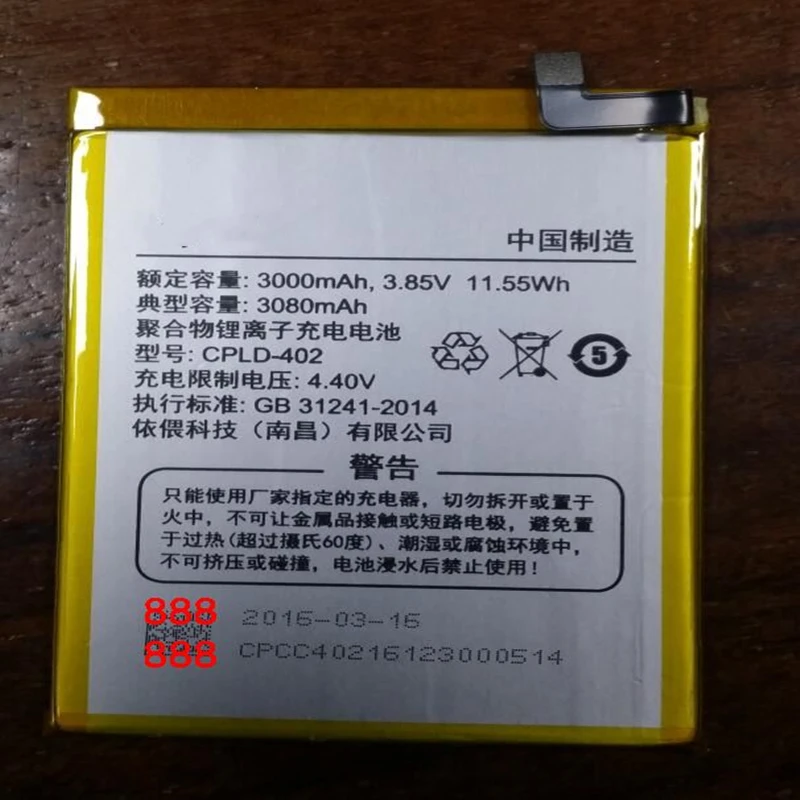 中国制造
额定容量: 3000mAh, 3.85V 11.55Wh
典型容量: 3080mAh
聚合物锂离子充电电池
型号: CPLD-402
5
充电限制电压: 4.40V
执行标准: GB 31241-2014
依偎科技（南昌）有限公司
警告
只能使用厂家指定的充电器，切勿拆开或置于
火中，不可让金属品接触或短路电极，避免置
于过热(超过摄氏60度)、潮湿或腐蚀环境中，
不可挤压或碰撞，电池浸水后禁止使用！
888
2016-03-16
888
CPCC40216123000514